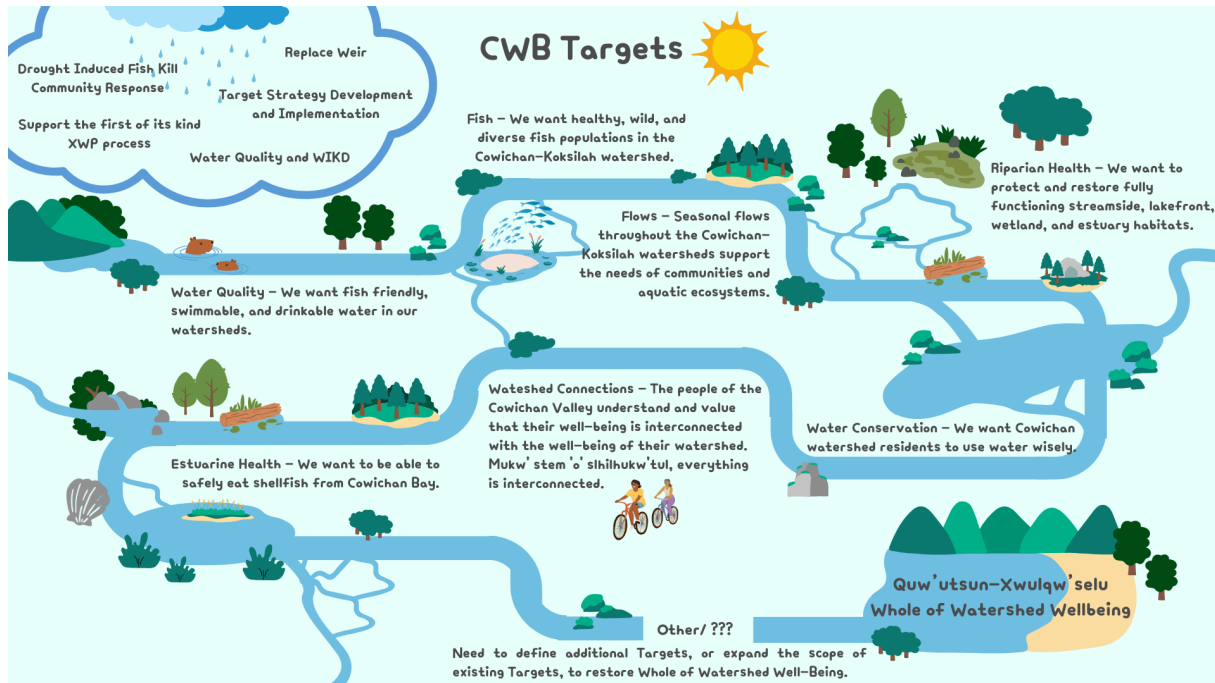 CWB Targets
Drought Induced Fish Kill
Community Response
Replace Weir
Target Strategy Development
and Implementation
Support the first of its kind
XWP process
Water Quality and WIKD
Fish – We want healthy, wild, and
diverse fish populations in the
Cowichan-Koksilah watershed.
Riparian Health – We want to
protect and restore fully
functioning streamside, lakefront,
wetland, and estuary habitats.
Flows – Seasonal flows
throughout the Cowichan-
Koksilah watersheds support
the needs of communities and
aquatic ecosystems.
Water Quality – We want fish friendly,
swimmable, and drinkable water in our
watersheds.
Wateshed Connections – The people of the
Cowichan Valley understand and value
that their well-being is interconnected
with the well-being of their watershed.
Mukw' stem 'o' slhilhukw'tul, everything
is interconnected.
Water Conservation – We want Cowichan
watershed residents to use water wisely.
Estuarine Health – We want to be able to
safely eat shellfish from Cowichan Bay.
Quw'utsun-Xwulqw'selu
Whole of Watershed Wellbeing
Other/ ???
Need to define additional Targets, or expand the scope of
existing Targets, to restore Whole of Watershed Well-Being.